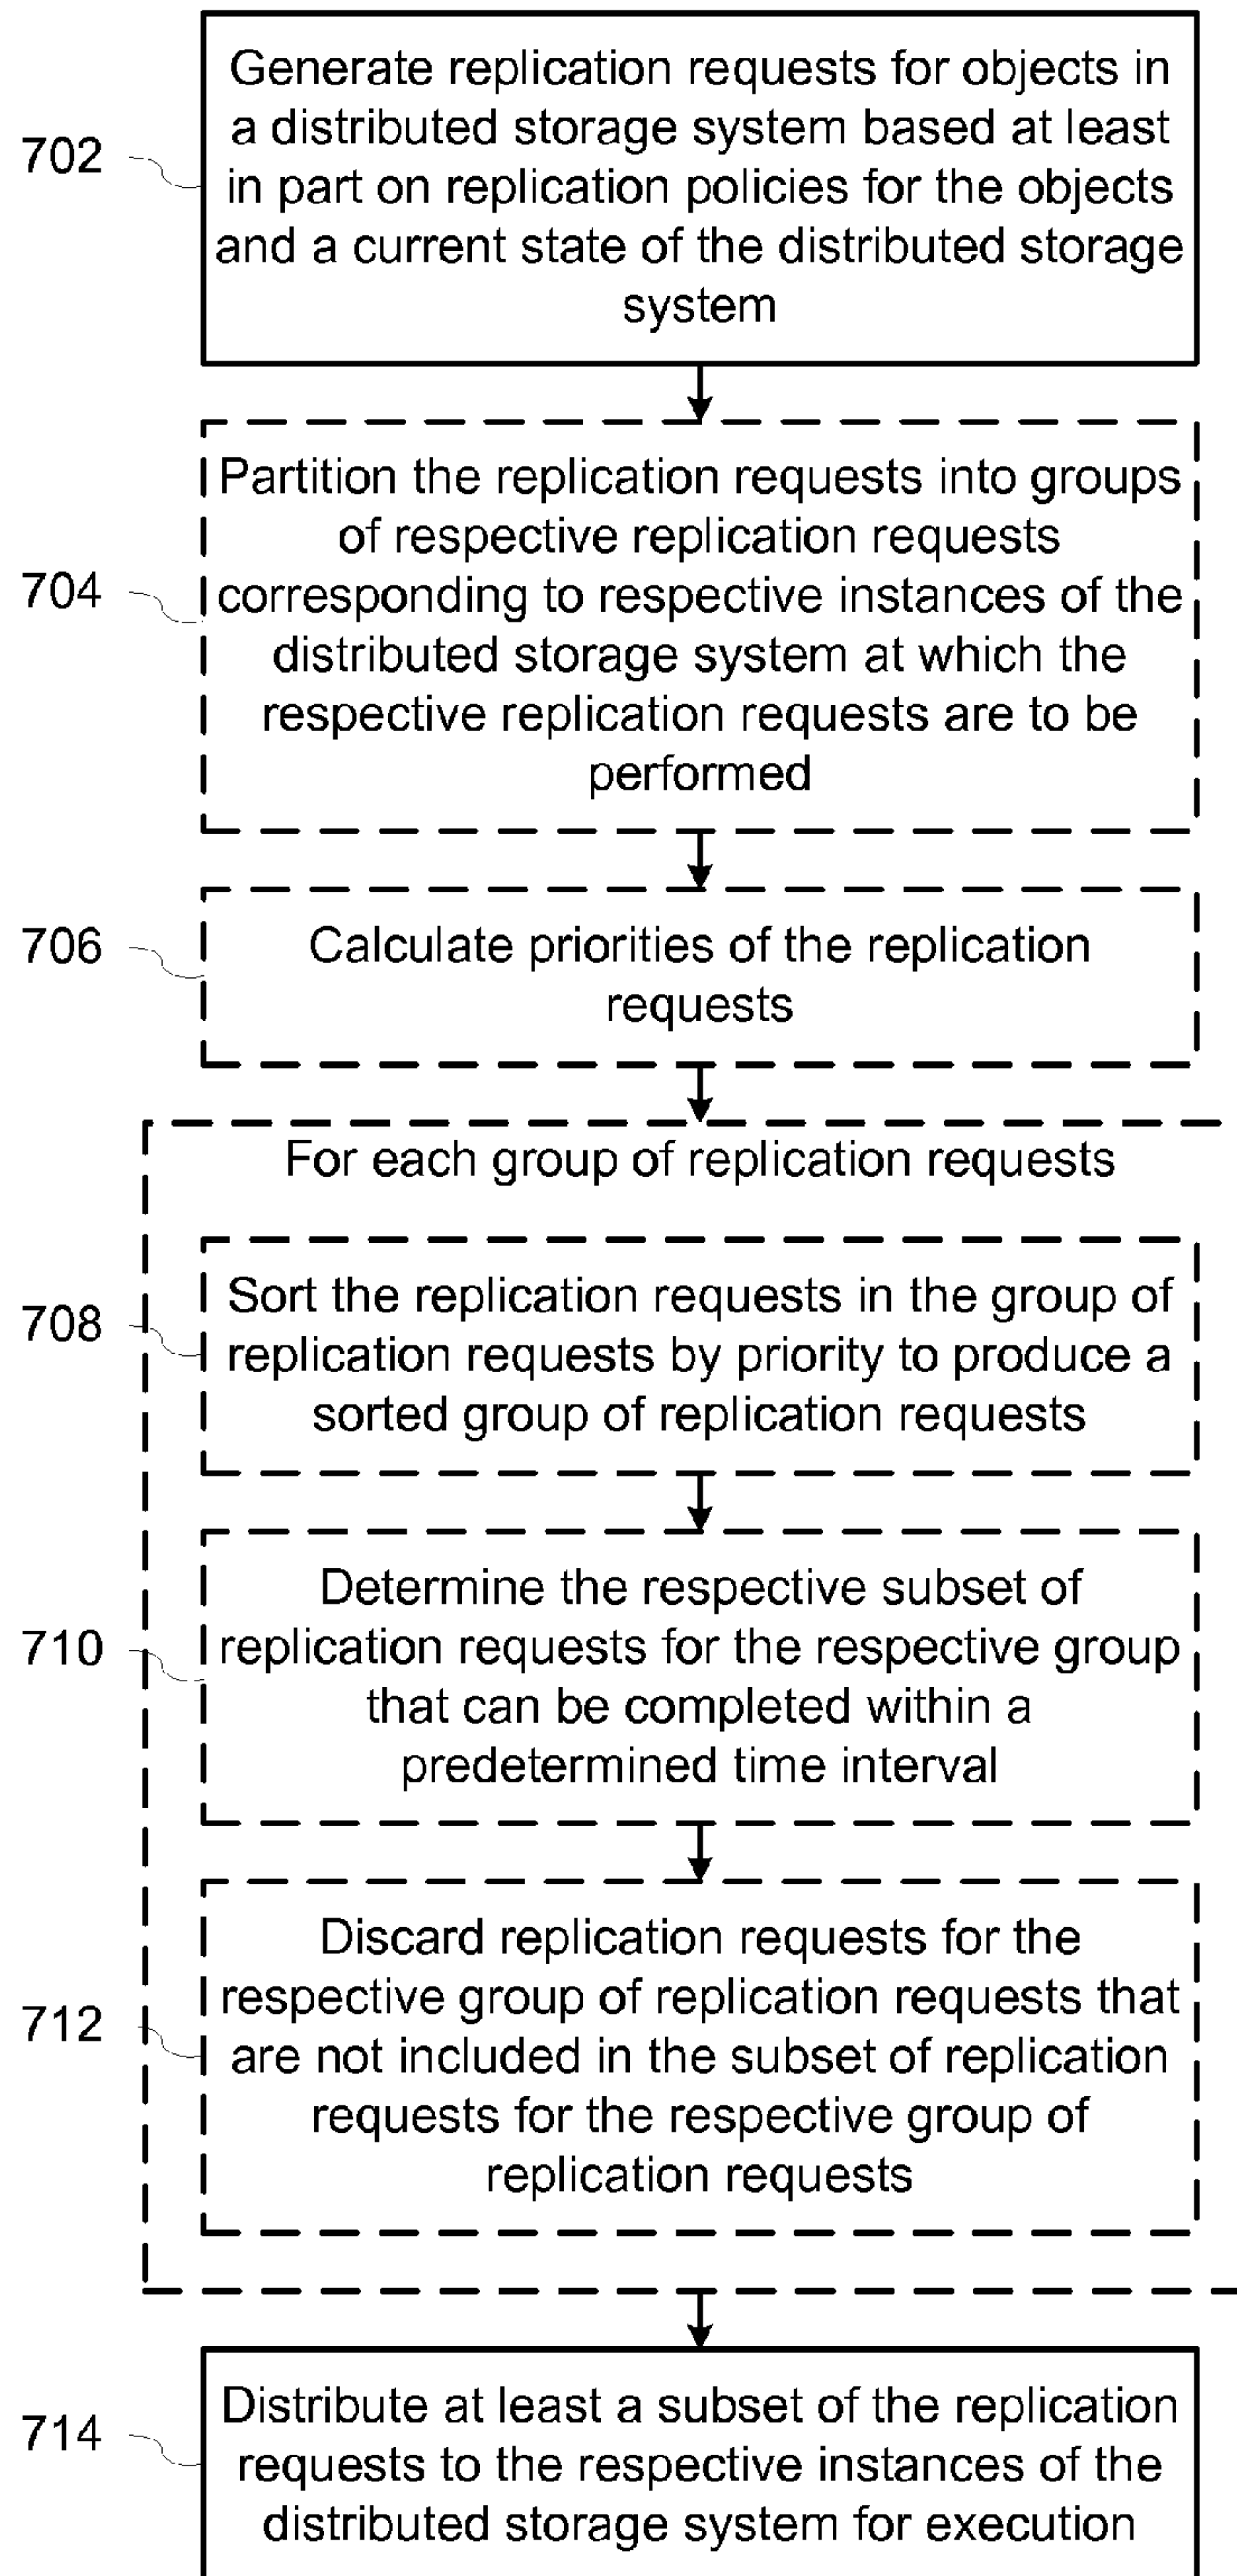 Generate replication requests for objects in
a distributed storage system based at least
702
in part on replication policies for the objects
and a current state of the distributed storage
system
Partition the replication requests into groups
of respective replication requests
704
corresponding to respective instances of the
distributed storage system at which the
respective replication requests are to be
performed
706
Calculate priorities of the replication
requests
For each group of replication requests
Sort the replication requests in the group of
708
replication requests by priority to produce a
sorted group of replication requests
Determine the respective subset of
710
replication requests for the respective group
that can be completed within a
predetermined time interval
Discard replication requests for the
respective group of replication requests that
712
are not included in the subset of replication
requests for the respective group of
replication requests
Distribute at least a subset of the replication
714
requests to the respective instances of the
distributed storage system for execution